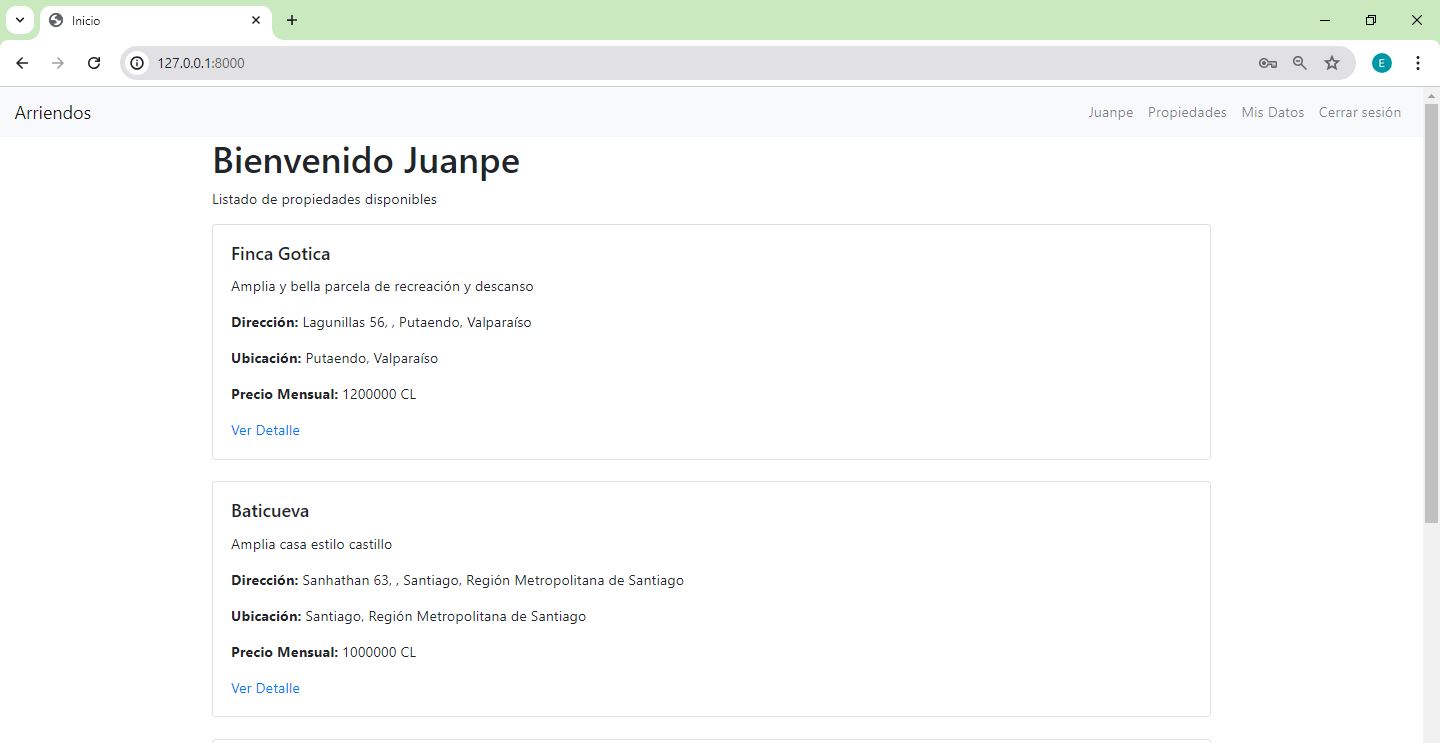 Inicio
127.0.0.1:8000
E
Arriendos
Juanpe Propiedades Mis Datos Cerrar sesión
Bienvenido Juanpe
Listado de propiedades disponibles
Finca Gotica
Amplia y bella parcela de recreación y descanso
Dirección: Lagunillas 56, , Putaendo, Valparaíso
Ubicación: Putaendo, Valparaíso
Precio Mensual: 1200000 CL
Ver Detalle
Baticueva
Amplia casa estilo castillo
Dirección: Sanhathan 63, , Santiago, Región Metropolitana de Santiago
Ubicación: Santiago, Región Metropolitana de Santiago
Precio Mensual: 1000000 CL
Ver Detalle